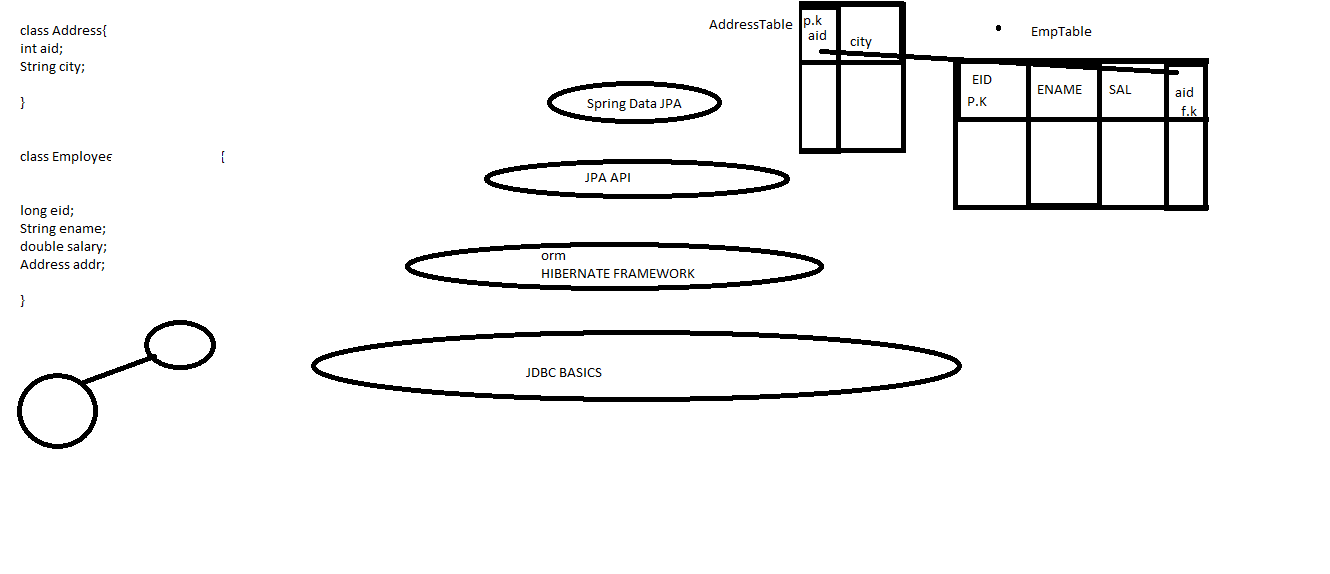 class Address{
int aid;
String city;
}
class Employee {
long eid;
String ename;
double salary;
Address addr;
}
Spring Data JPA
JPA API
orm
HIBERNATE FRAMEWORK
JDBC BASICS
AddressTable
p.k
aid
city
EmpTable
EID
P.K
ENAME
SAL
aid
f.k